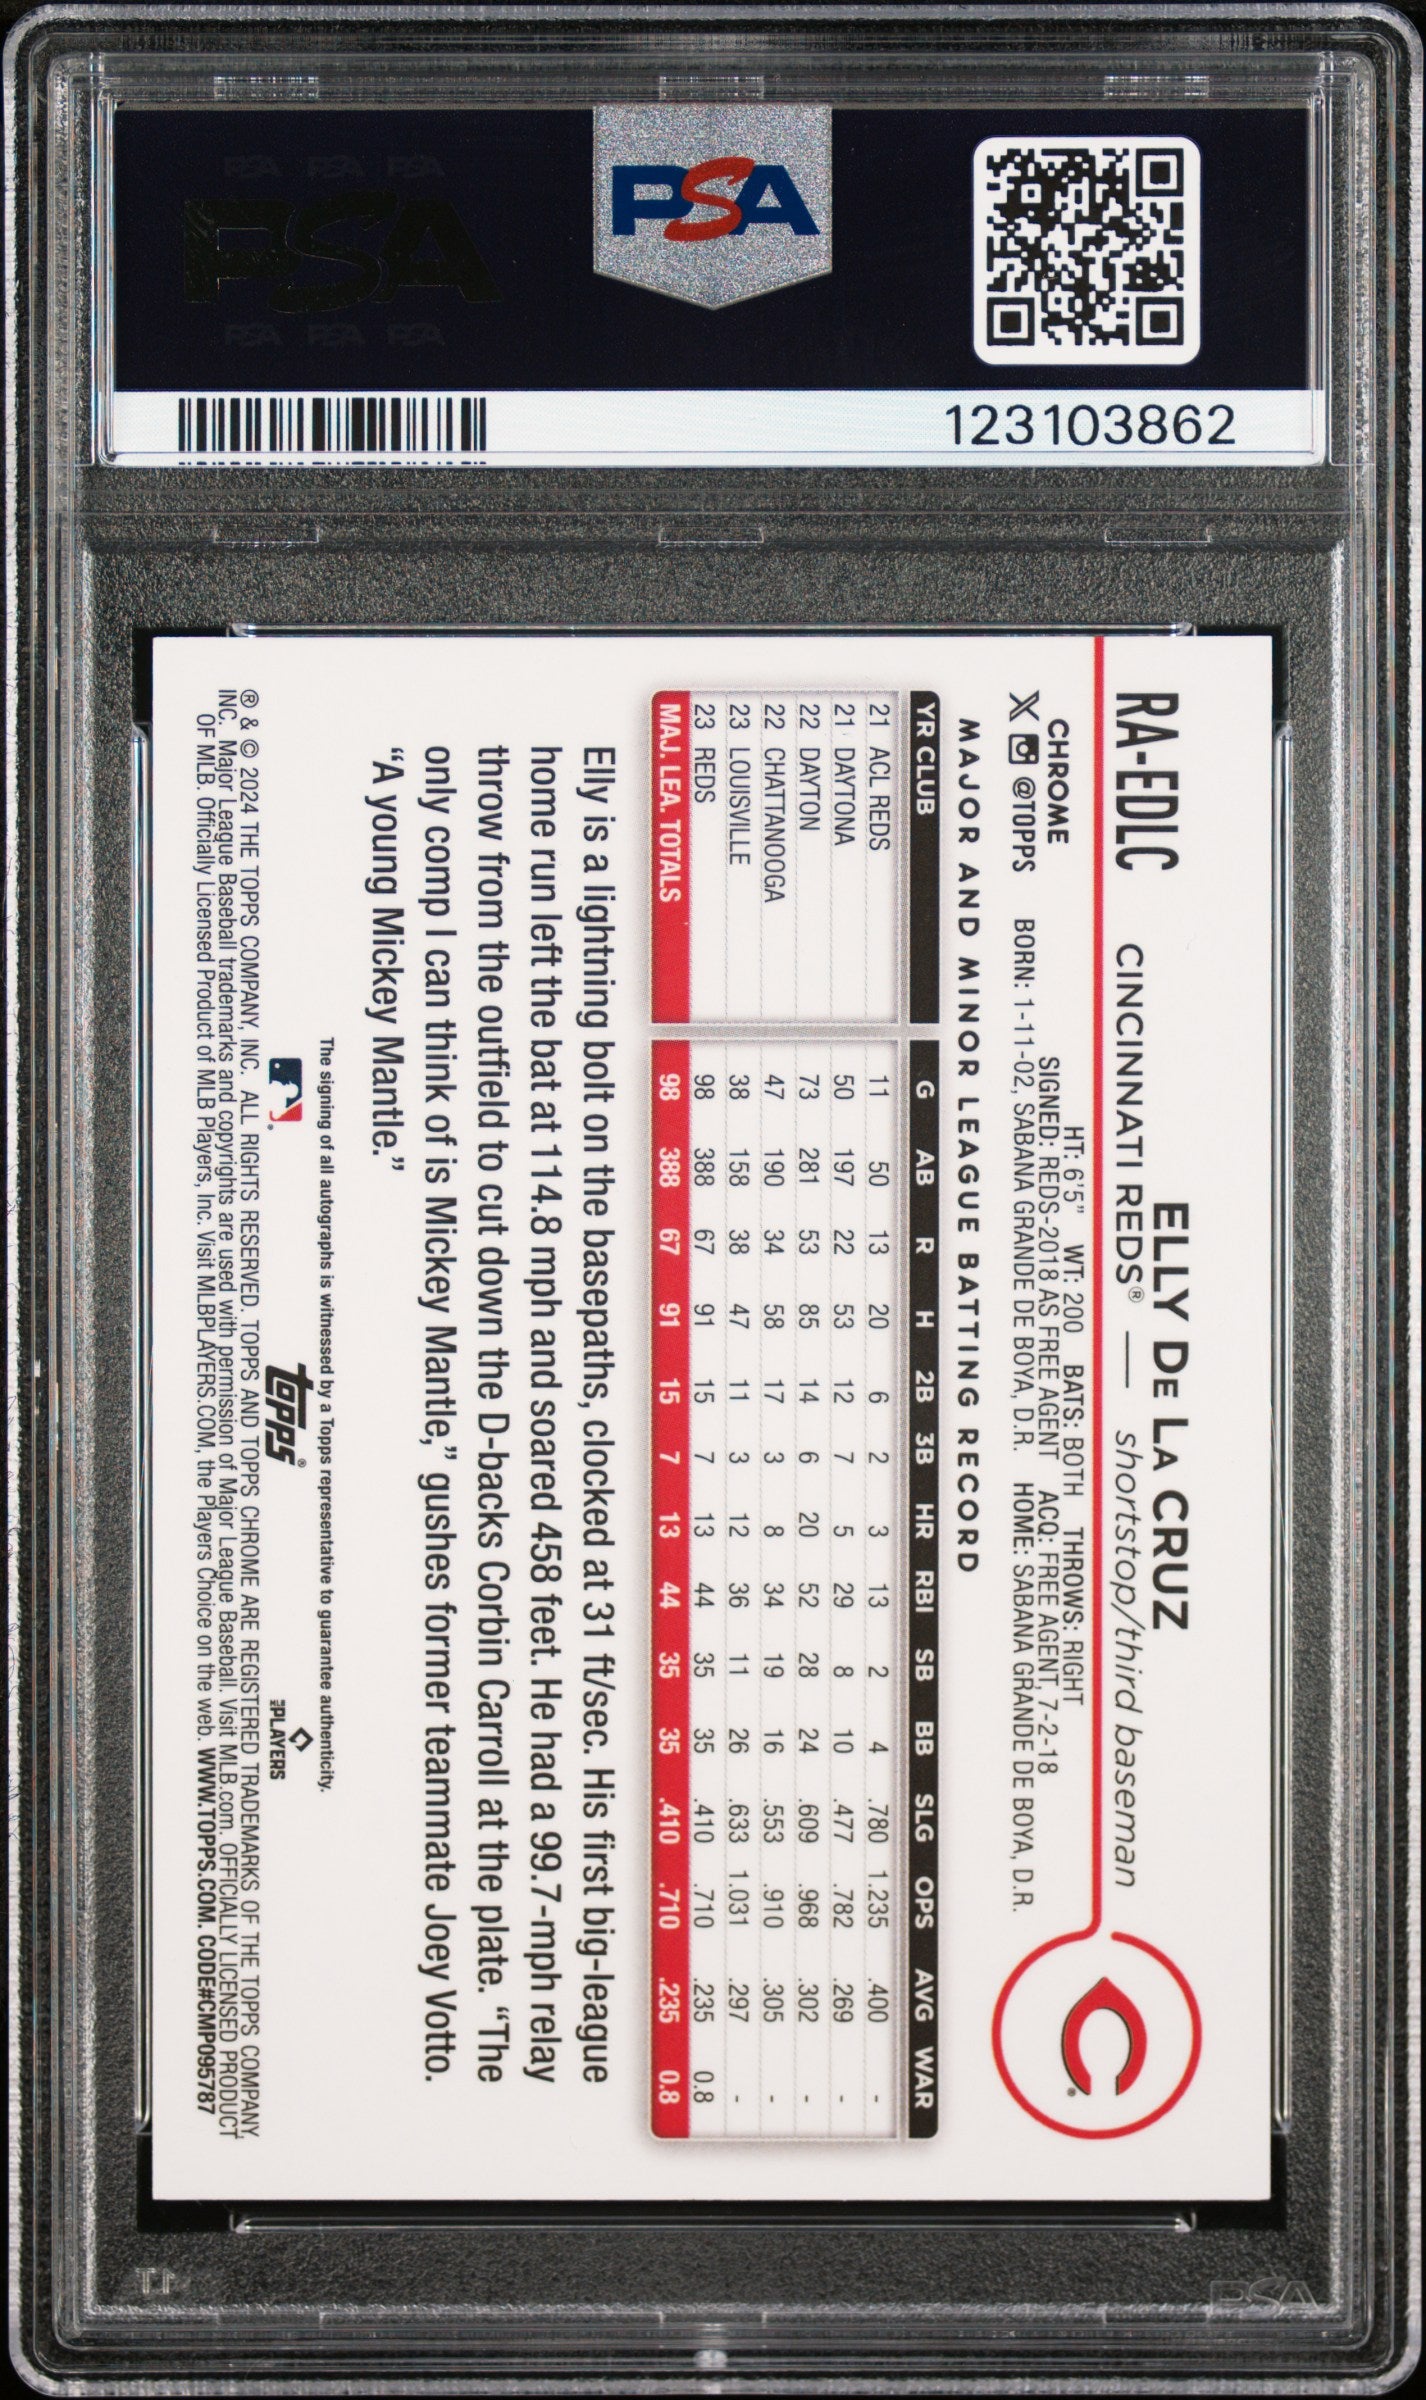 PSA PSA PSA
PSA
PSA PSA PSA
PSA
123103862
RA-EDLC
ELLY DE LA CRUZ
CINCINNATI REDS® — shortstop/third baseman
CHROME
HT: 6'5" WT: 200 BATS: BOTH THROWS: RIGHT
SIGNED: REDS-2018 AS FREE AGENT ACQ: FREE AGENT, 7-2-18
X @TOPPS BORN: 1-11-02, SABANA GRANDE DE BOYA, D.R. HOME: SABANA GRANDE DE BOYA, D.R.
C
MAJOR AND MINOR LEAGUE BATTING RECORD
YR CLUB G AB R H 2B 3B HR RBI SB BB SLG OPS AVG WAR
21 ACL REDS 11 50 13 20 6 2 3 13 2 4 .780 1.235 .400 -
21 DAYTONA 50 197 22 53 12 7 5 29 8 10 .477 .782 .269 -
22 DAYTON 73 281 53 85 14 6 20 52 28 24 .609 .968 .302 -
22 CHATTANOOGA 47 190 34 58 17 3 8 34 19 16 .553 .910 .305 -
23 LOUISVILLE 38 158 38 47 11 3 12 36 11 26 .633 1.031 .297 -
23 REDS 98 388 67 91 15 7 13 44 35 35 .410 .710 .235 0.8
MAJ. LEA. TOTALS 98 388 67 91 15 7 13 44 35 35 .410 .710 .235 0.8
Elly is a lightning bolt on the basepaths, clocked at 31 ft/sec. His first big-league
home run left the bat at 114.8 mph and soared 458 feet. He had a 99.7-mph relay
throw from the outfield to cut down the D-backs Corbin Carroll at the plate. “The
only comp I can think of is Mickey Mantle,” gushes former teammate Joey Votto.
“A young Mickey Mantle.”
The signing of all autographs is witnessed by a Topps representative to guarantee authenticity.
topps®
THE PLAYERS
® & © 2024 THE TOPPS COMPANY, INC. ALL RIGHTS RESERVED. TOPPS AND TOPPS CHROME ARE REGISTERED TRADEMARKS OF THE TOPPS COMPANY,
INC. Major League Baseball trademarks and copyrights are used with permission of Major League Baseball. Visit MLB.com. OFFICIALLY LICENSED PRODUCT
OF MLB. Officially Licensed Product of MLB Players, Inc. Visit MLBPLAYERS.COM, the Players Choice on the web. WWW.TOPPS.COM. CODE#CMP095787
PSA